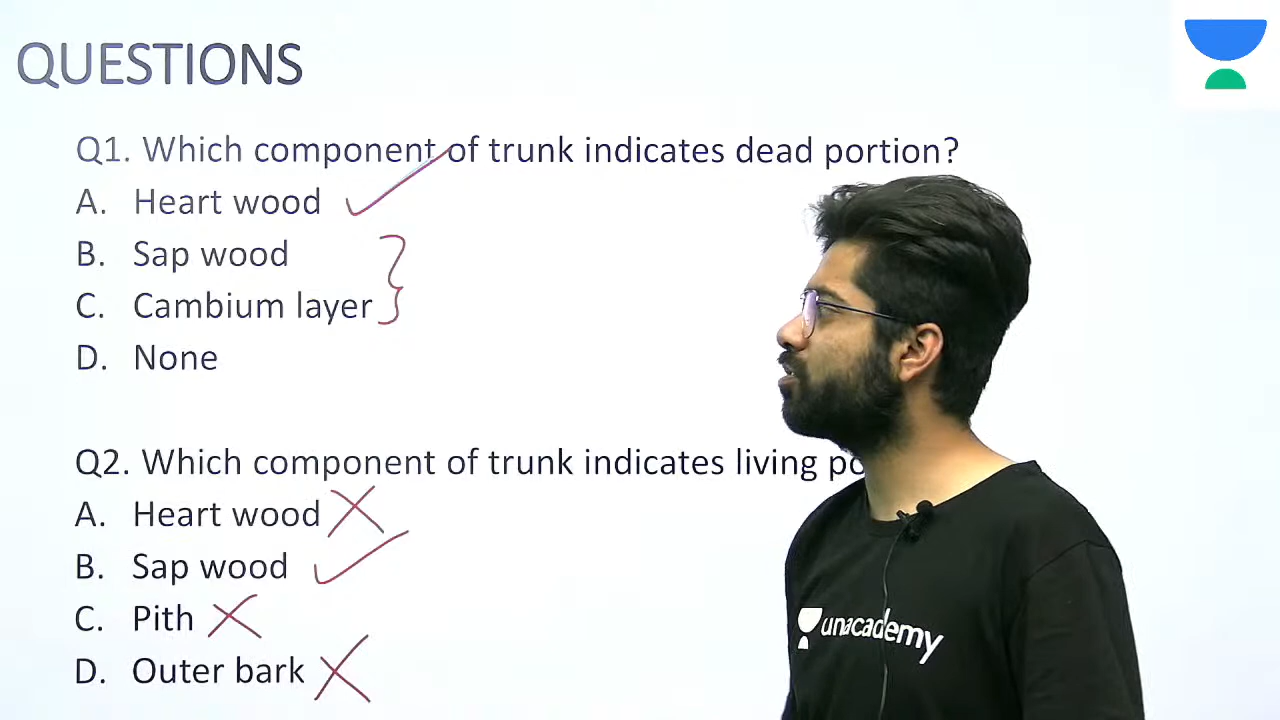 QUESTIONS
Q1. Which component of trunk indicates dead portion?
A. Heart wood
B. Sap wood
C. Cambium layer
D. None
Q2. Which component of trunk indicates living
A. Heart wood
B. Sap wood
C. Pith
D. Outer bark
unacademy